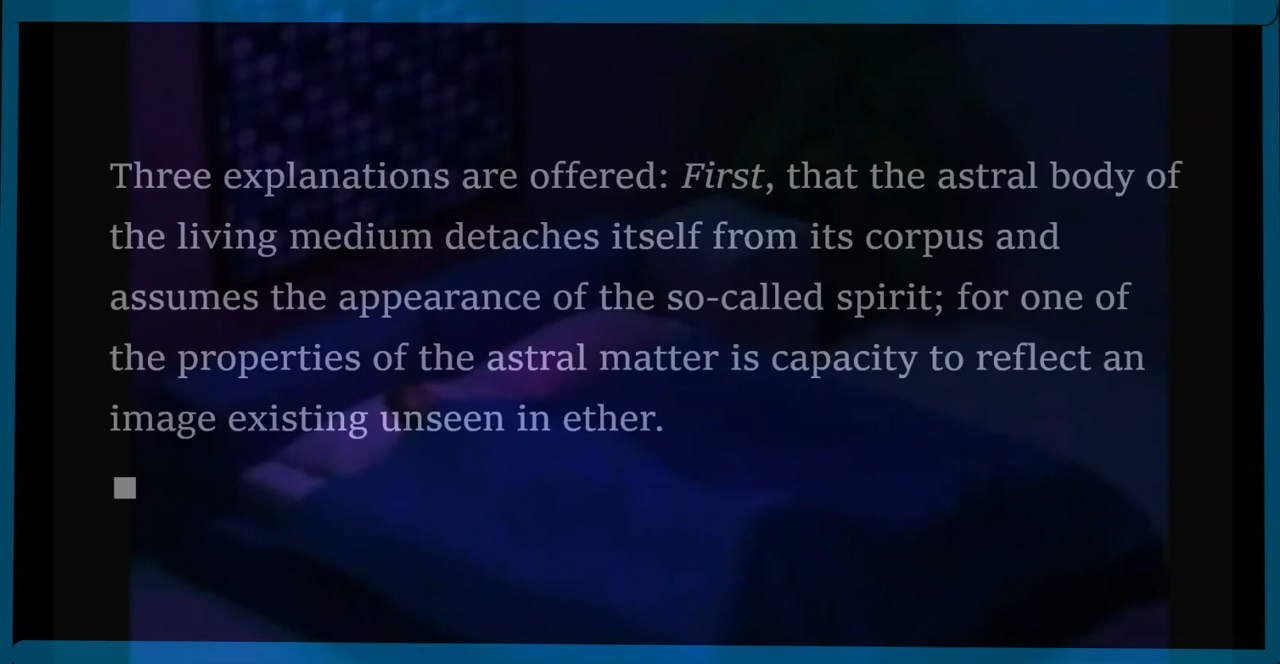 Three explanations are offered: First, that the astral body of
the living medium detaches itself from its corpus and
assumes the appearance of the so-called spirit; for one of
the properties of the astral matter is capacity to reflect an
image existing unseen in ether.